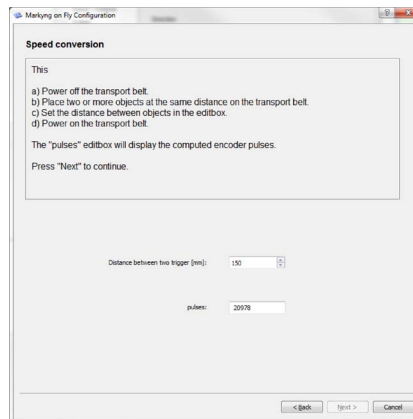 Markyng on Fly Configuration
Speed conversion
This
a) Power off the transport belt.
b) Place two or more objects at the same distance on the transport belt.
c) Set the distance between objects in the editbox.
d) Power on the transport belt.
The "pulses" editbox will display the computed encoder pulses.
Press "Next" to continue.
Distance between two trigger [mm]: 150
pulses: 20978
< Back Next > Cancel